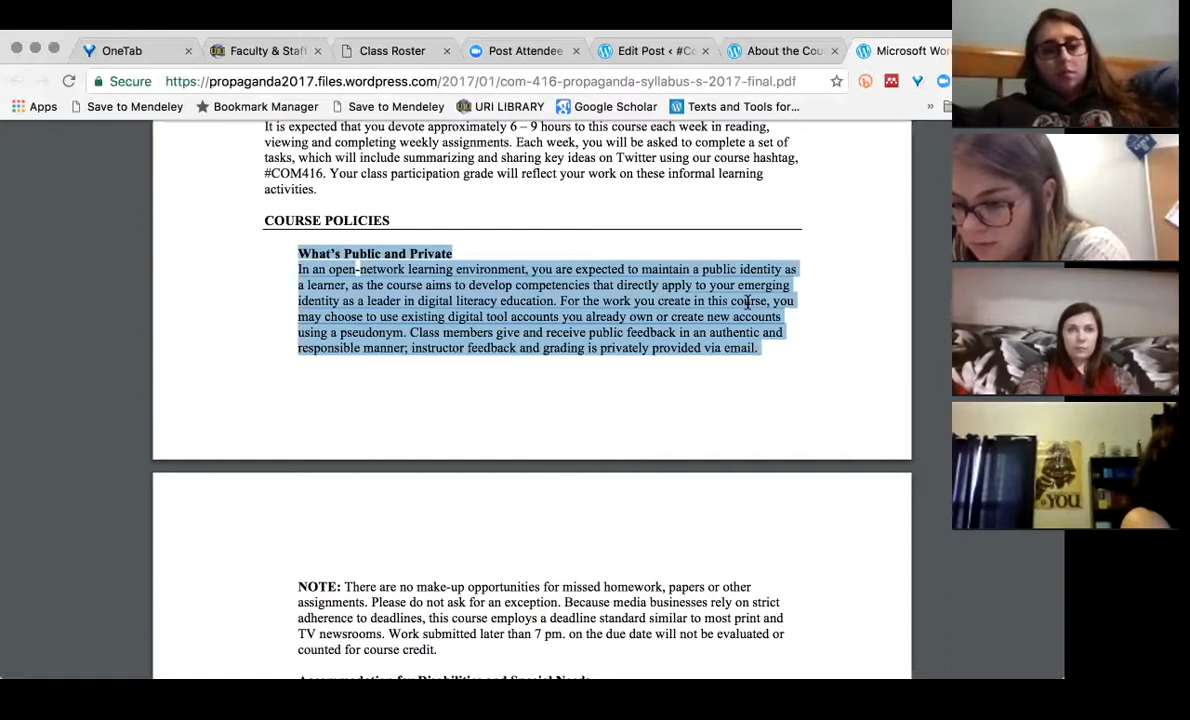 OneTab
Faculty & Staf
Class Roster
Post Attendee
Edit Post ‹ #Co
About the Cou
Microsoft Wor
Secure
https://propaganda2017.files.wordpress.com/2017/01/com-416-propaganda-syllabus-s-2017-final.pdf
Apps
Save to Mendeley
Bookmark Manager
Save to Mendeley
URI LIBRARY
Google Scholar
Texts and Tools for...
»
It is expected that you devote approximately 6 – 9 hours to this course each week in reading,
viewing and completing weekly assignments. Each week, you will be asked to complete a set of
tasks, which will include summarizing and sharing key ideas on Twitter using our course hashtag,
#COM416. Your class participation grade will reflect your work on these informal learning
activities.
COURSE POLICIES
What's Public and Private
In an open-network learning environment, you are expected to maintain a public identity as
a learner, as the course aims to develop competencies that directly apply to your emerging
identity as a leader in digital literacy education. For the work you create in this course, you
may choose to use existing digital tool accounts you already own or create new accounts
using a pseudonym. Class members give and receive public feedback in an authentic and
responsible manner; instructor feedback and grading is privately provided via email.
NOTE: There are no make-up opportunities for missed homework, papers or other
assignments. Please do not ask for an exception. Because media businesses rely on strict
adherence to deadlines, this course employs a deadline standard similar to most print and
TV newsrooms. Work submitted later than 7 pm. on the due date will not be evaluated or
counted for course credit.
Accommodation for Disabilities and Special Needs
YOU